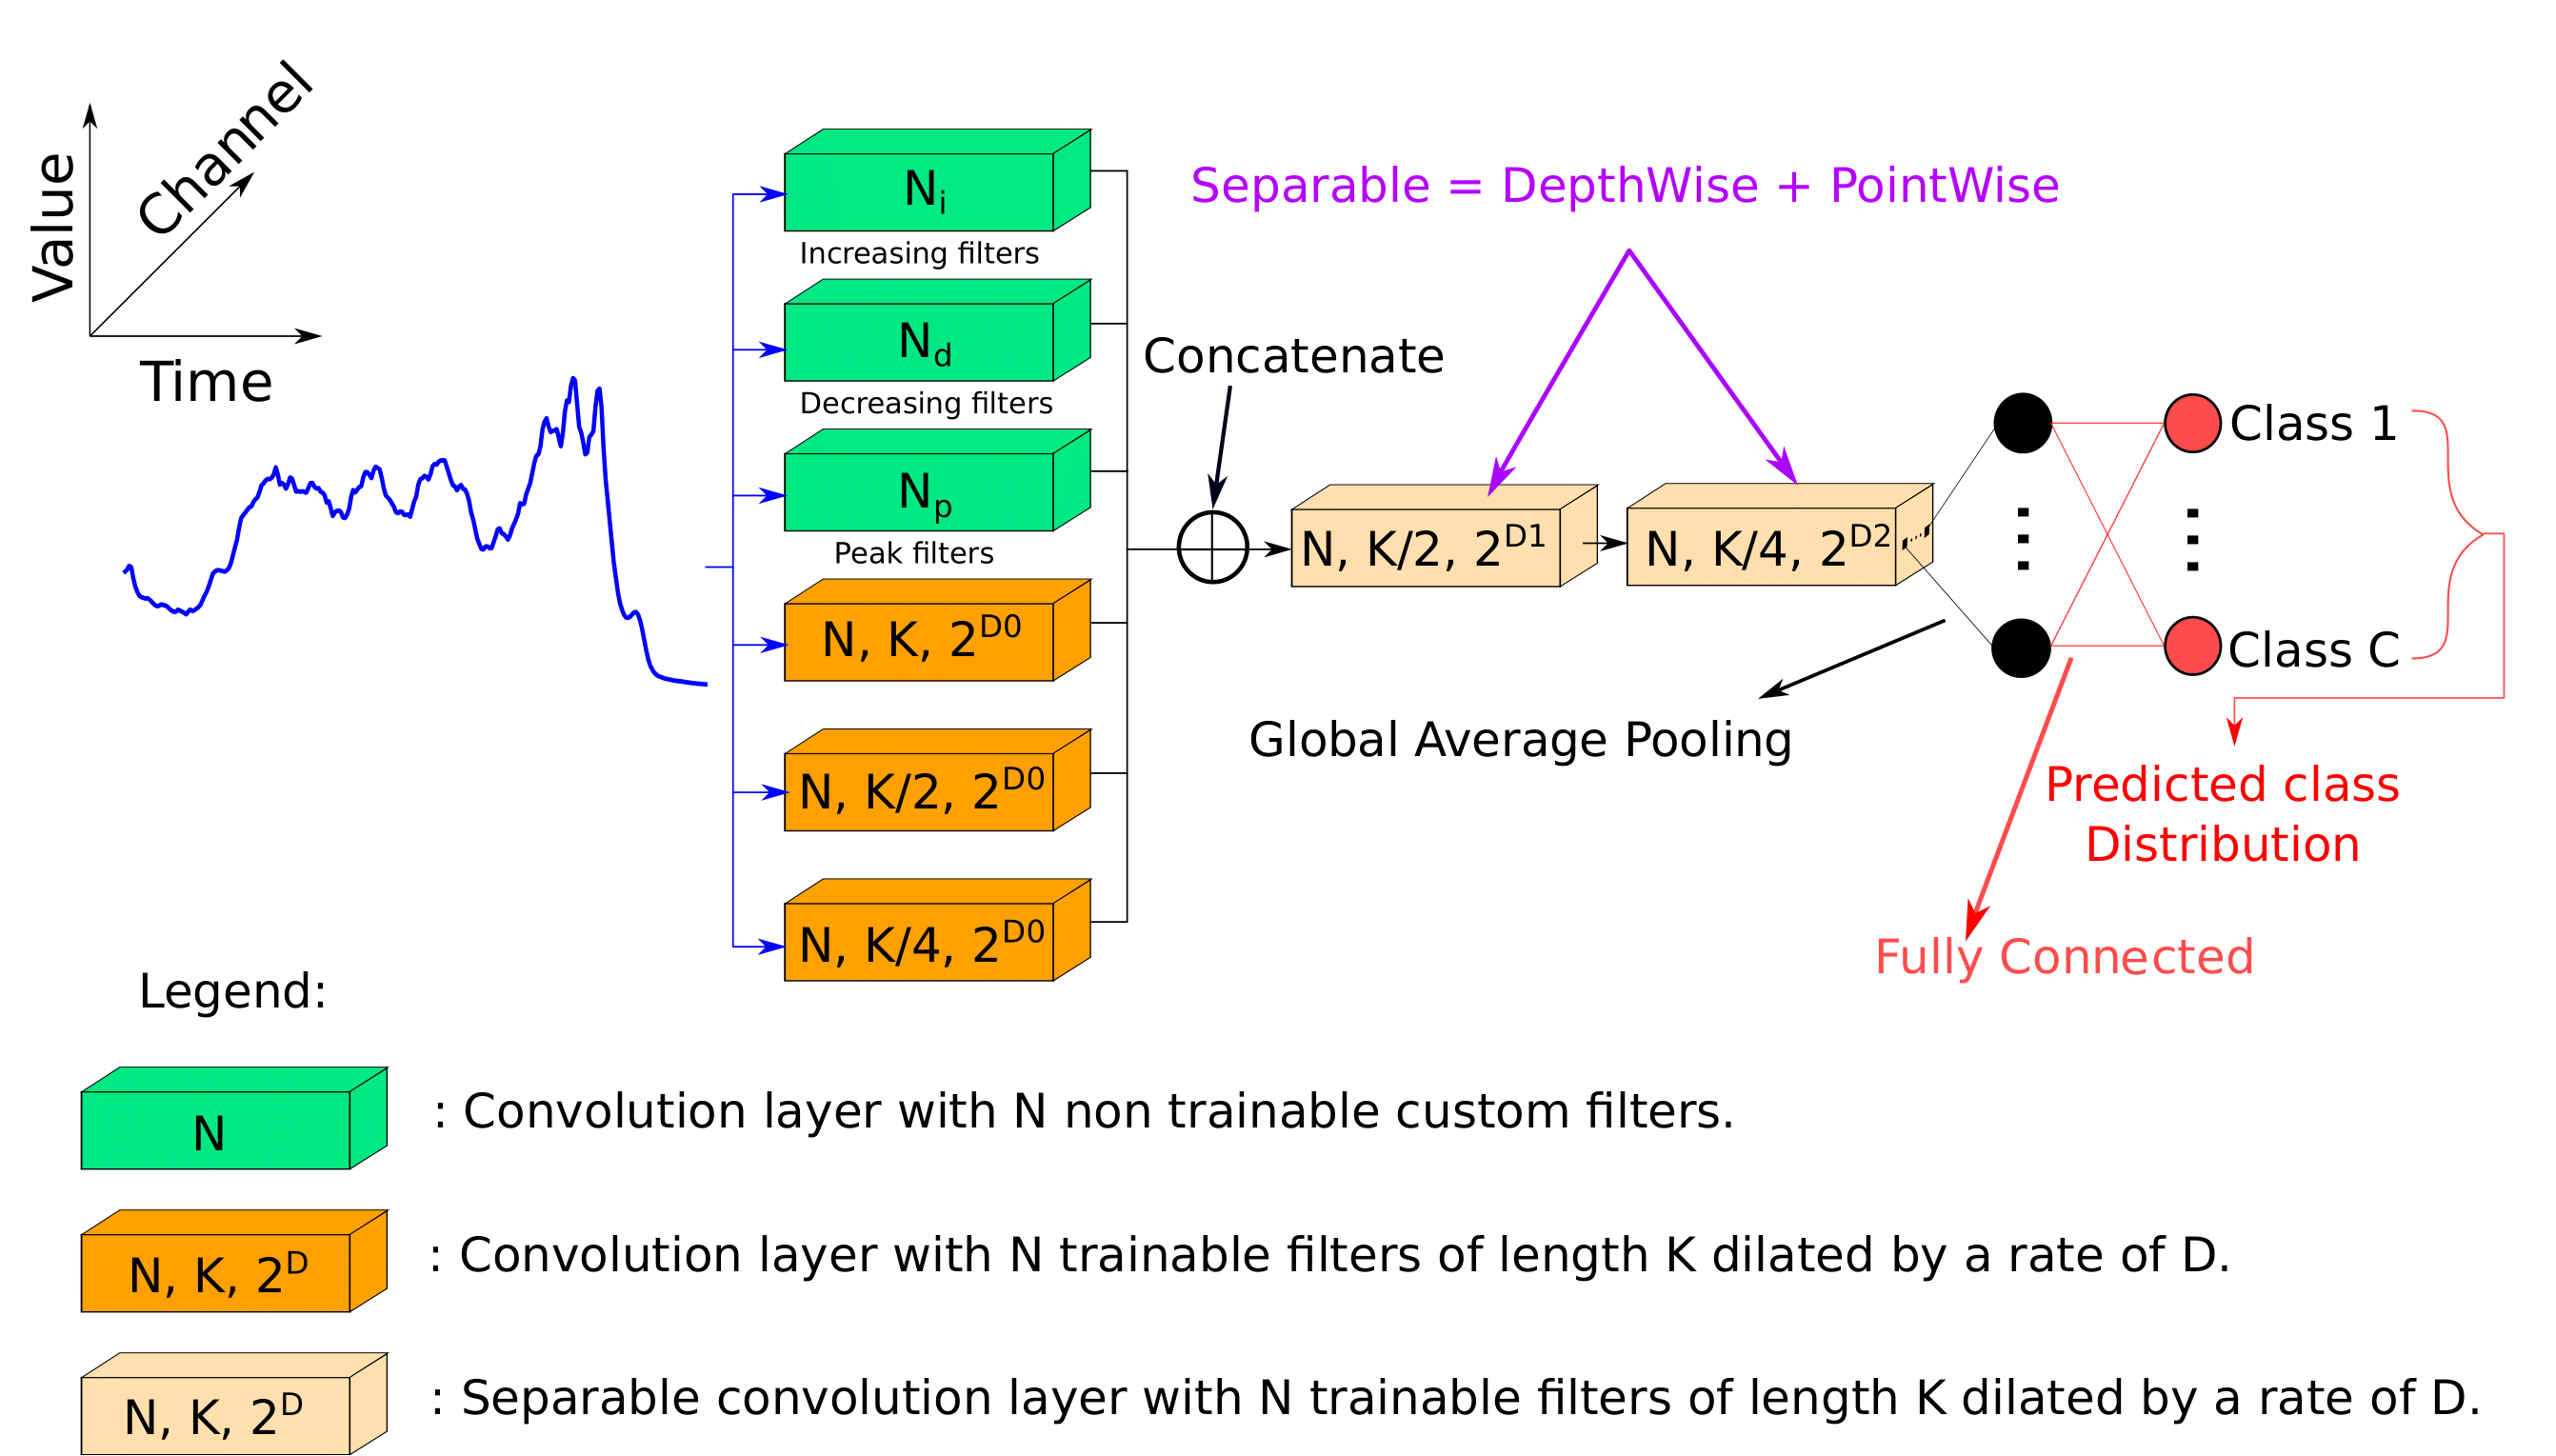 Value
Channel
Time
N_i
Increasing filters
N_d
Decreasing filters
N_p
Peak filters
N, K, 2^D0
N, K/2, 2^D0
N, K/4, 2^D0
Concatenate
Separable = DepthWise + PointWise
N, K/2, 2^D1
N, K/4, 2^D2
Global Average Pooling
Class 1
Class C
Predicted class
Distribution
Fully Connected
Legend:
N
: Convolution layer with N non trainable custom filters.
N, K, 2^D
: Convolution layer with N trainable filters of length K dilated by a rate of D.
N, K, 2^D
: Separable convolution layer with N trainable filters of length K dilated by a rate of D.